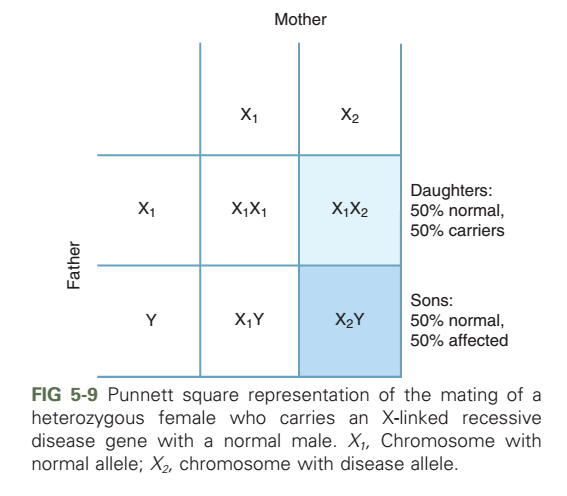 Mother
X₁ X₂
X₁ X₁X₁ X₁X₂
Daughters:
50% normal,
50% carriers
Father
Y X₁Y X₂Y
Sons:
50% normal,
50% affected
FIG 5-9 Punnett square representation of the mating of a
heterozygous female who carries an X-linked recessive
disease gene with a normal male. X₁, Chromosome with
normal allele; X₂, chromosome with disease allele.